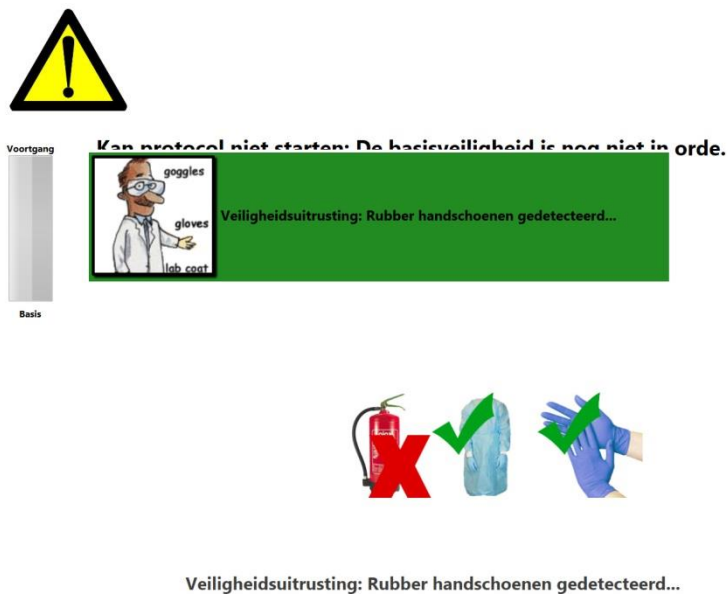 Kan protocol niet starten: De basisveiligheid is nog niet in orde.
Voortgang
goggles
gloves
lab coat
Veiligheidsuitrusting: Rubber handschoenen gedetecteerd...
Basis
Veiligheidsuitrusting: Rubber handschoenen gedetecteerd...